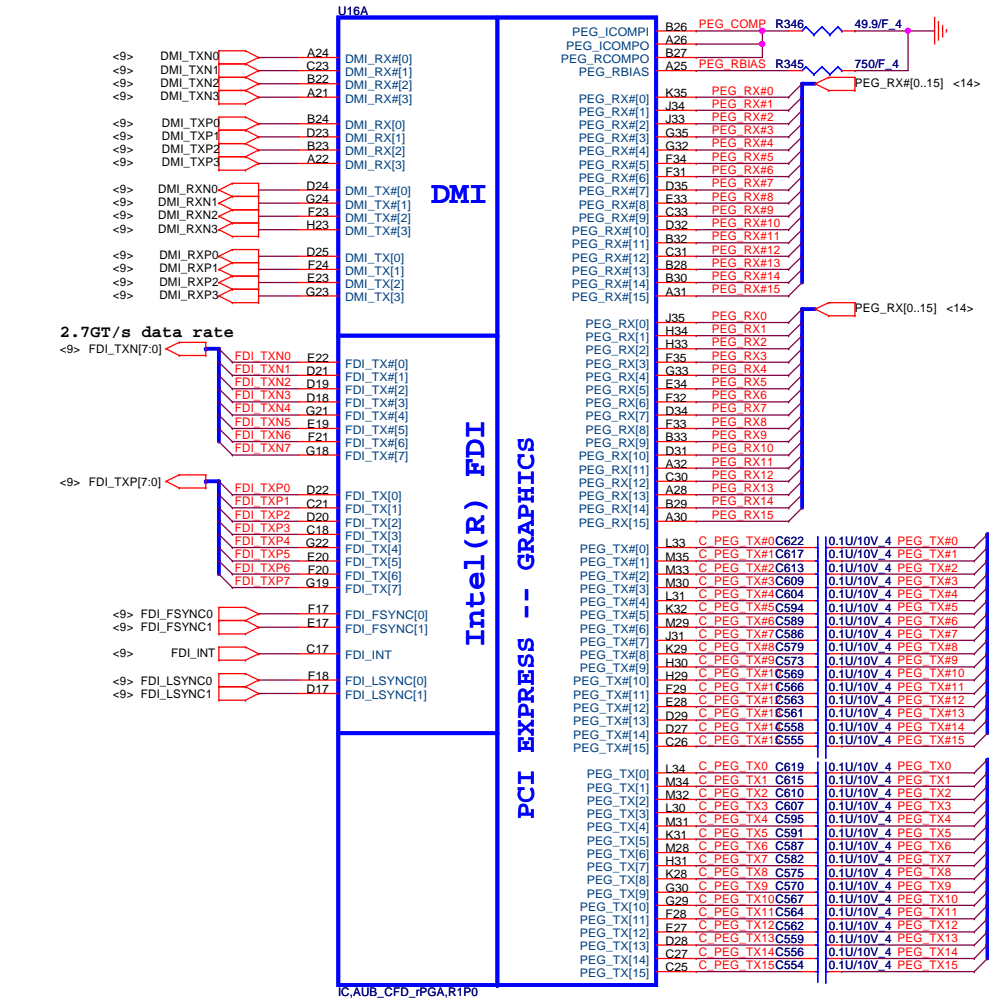 U16A
<9> DMI_TXN0 A24 DMI_RX#[0]
<9> DMI_TXN1 C23 DMI_RX#[1]
<9> DMI_TXN2 B22 DMI_RX#[2]
<9> DMI_TXN3 A21 DMI_RX#[3]
<9> DMI_TXP0 B24 DMI_RX[0]
<9> DMI_TXP1 D23 DMI_RX[1]
<9> DMI_TXP2 B23 DMI_RX[2]
<9> DMI_TXP3 A22 DMI_RX[3]
<9> DMI_RXN0 D24 DMI_TX#[0]
<9> DMI_RXN1 G24 DMI_TX#[1]
<9> DMI_RXN2 F23 DMI_TX#[2]
<9> DMI_RXN3 H23 DMI_TX#[3]
<9> DMI_RXP0 D25 DMI_TX[0]
<9> DMI_RXP1 F24 DMI_TX[1]
<9> DMI_RXP2 E23 DMI_TX[2]
<9> DMI_RXP3 G23 DMI_TX[3]
DMI
2.7GT/s data rate
<9> FDI_TXN[7:0]
FDI_TXN0 E22 FDI_TX#[0]
FDI_TXN1 D21 FDI_TX#[1]
FDI_TXN2 D19 FDI_TX#[2]
FDI_TXN3 D18 FDI_TX#[3]
FDI_TXN4 G21 FDI_TX#[4]
FDI_TXN5 E19 FDI_TX#[5]
FDI_TXN6 F21 FDI_TX#[6]
FDI_TXN7 G18 FDI_TX#[7]
<9> FDI_TXP[7:0]
FDI_TXP0 D22 FDI_TX[0]
FDI_TXP1 C21 FDI_TX[1]
FDI_TXP2 D20 FDI_TX[2]
FDI_TXP3 C18 FDI_TX[3]
FDI_TXP4 G22 FDI_TX[4]
FDI_TXP5 E20 FDI_TX[5]
FDI_TXP6 F20 FDI_TX[6]
FDI_TXP7 G19 FDI_TX[7]
<9> FDI_FSYNC0 F17 FDI_FSYNC[0]
<9> FDI_FSYNC1 E17 FDI_FSYNC[1]
<9> FDI_INT C17 FDI_INT
<9> FDI_LSYNC0 F18 FDI_LSYNC[0]
<9> FDI_LSYNC1 D17 FDI_LSYNC[1]
Intel(R) FDI
PCI EXPRESS -- GRAPHICS
PEG_ICOMPI B26 PEG_COMP R346 49.9/F_4
PEG_ICOMPO A26
PEG_RCOMPO B27
PEG_RBIAS A25 PEG_RBIAS R345 750/F_4
PEG_RX#[0..15] <14>
PEG_RX#[0] K35 PEG_RX#0
PEG_RX#[1] J34 PEG_RX#1
PEG_RX#[2] J33 PEG_RX#2
PEG_RX#[3] G35 PEG_RX#3
PEG_RX#[4] G32 PEG_RX#4
PEG_RX#[5] F34 PEG_RX#5
PEG_RX#[6] F31 PEG_RX#6
PEG_RX#[7] D35 PEG_RX#7
PEG_RX#[8] E33 PEG_RX#8
PEG_RX#[9] C33 PEG_RX#9
PEG_RX#[10] D32 PEG_RX#10
PEG_RX#[11] B32 PEG_RX#11
PEG_RX#[12] C31 PEG_RX#12
PEG_RX#[13] B28 PEG_RX#13
PEG_RX#[14] B30 PEG_RX#14
PEG_RX#[15] A31 PEG_RX#15
PEG_RX[0..15] <14>
PEG_RX[0] J35 PEG_RX0
PEG_RX[1] H34 PEG_RX1
PEG_RX[2] H33 PEG_RX2
PEG_RX[3] F35 PEG_RX3
PEG_RX[4] G33 PEG_RX4
PEG_RX[5] E34 PEG_RX5
PEG_RX[6] F32 PEG_RX6
PEG_RX[7] D34 PEG_RX7
PEG_RX[8] F33 PEG_RX8
PEG_RX[9] B33 PEG_RX9
PEG_RX[10] D31 PEG_RX10
PEG_RX[11] A32 PEG_RX11
PEG_RX[12] C30 PEG_RX12
PEG_RX[13] A28 PEG_RX13
PEG_RX[14] B29 PEG_RX14
PEG_RX[15] A30 PEG_RX15
PEG_TX#[0] L33 C_PEG_TX#0 C622 0.1U/10V_4 PEG_TX#0
PEG_TX#[1] M35 C_PEG_TX#1 C617 0.1U/10V_4 PEG_TX#1
PEG_TX#[2] M33 C_PEG_TX#2 C613 0.1U/10V_4 PEG_TX#2
PEG_TX#[3] M30 C_PEG_TX#3 C609 0.1U/10V_4 PEG_TX#3
PEG_TX#[4] L31 C_PEG_TX#4 C604 0.1U/10V_4 PEG_TX#4
PEG_TX#[5] K32 C_PEG_TX#5 C594 0.1U/10V_4 PEG_TX#5
PEG_TX#[6] M29 C_PEG_TX#6 C589 0.1U/10V_4 PEG_TX#6
PEG_TX#[7] J31 C_PEG_TX#7 C586 0.1U/10V_4 PEG_TX#7
PEG_TX#[8] K29 C_PEG_TX#8 C579 0.1U/10V_4 PEG_TX#8
PEG_TX#[9] H30 C_PEG_TX#9 C573 0.1U/10V_4 PEG_TX#9
PEG_TX#[10] H29 C_PEG_TX#10 C569 0.1U/10V_4 PEG_TX#10
PEG_TX#[11] F29 C_PEG_TX#11 C566 0.1U/10V_4 PEG_TX#11
PEG_TX#[12] E28 C_PEG_TX#12 C563 0.1U/10V_4 PEG_TX#12
PEG_TX#[13] D29 C_PEG_TX#13 C561 0.1U/10V_4 PEG_TX#13
PEG_TX#[14] D27 C_PEG_TX#14 C558 0.1U/10V_4 PEG_TX#14
PEG_TX#[15] C26 C_PEG_TX#15 C555 0.1U/10V_4 PEG_TX#15
PEG_TX[0] L34 C_PEG_TX0 C619 0.1U/10V_4 PEG_TX0
PEG_TX[1] M34 C_PEG_TX1 C615 0.1U/10V_4 PEG_TX1
PEG_TX[2] M32 C_PEG_TX2 C610 0.1U/10V_4 PEG_TX2
PEG_TX[3] L30 C_PEG_TX3 C607 0.1U/10V_4 PEG_TX3
PEG_TX[4] M31 C_PEG_TX4 C595 0.1U/10V_4 PEG_TX4
PEG_TX[5] K31 C_PEG_TX5 C591 0.1U/10V_4 PEG_TX5
PEG_TX[6] M28 C_PEG_TX6 C587 0.1U/10V_4 PEG_TX6
PEG_TX[7] H31 C_PEG_TX7 C582 0.1U/10V_4 PEG_TX7
PEG_TX[8] K28 C_PEG_TX8 C575 0.1U/10V_4 PEG_TX8
PEG_TX[9] G30 C_PEG_TX9 C570 0.1U/10V_4 PEG_TX9
PEG_TX[10] G29 C_PEG_TX10 C567 0.1U/10V_4 PEG_TX10
PEG_TX[11] F28 C_PEG_TX11 C564 0.1U/10V_4 PEG_TX11
PEG_TX[12] E27 C_PEG_TX12 C562 0.1U/10V_4 PEG_TX12
PEG_TX[13] D28 C_PEG_TX13 C559 0.1U/10V_4 PEG_TX13
PEG_TX[14] C27 C_PEG_TX14 C556 0.1U/10V_4 PEG_TX14
PEG_TX[15] C25 C_PEG_TX15 C554 0.1U/10V_4 PEG_TX15
IC,AUB_CFD_rPGA,R1P0